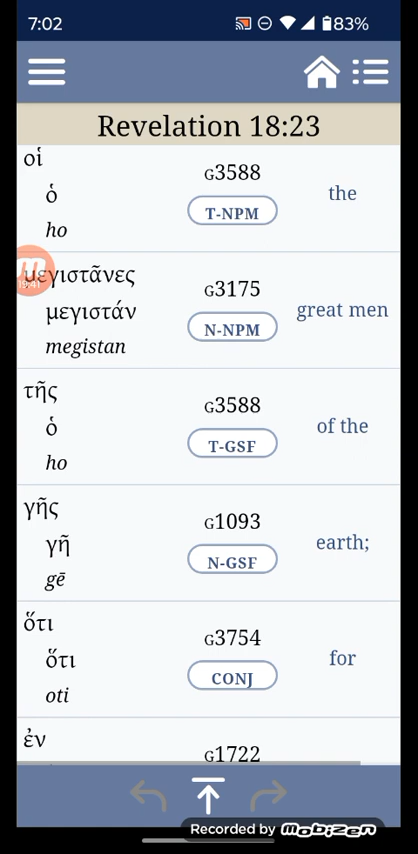 7:02 83%
Revelation 18:23
οἱ G3588 the
ὁ T-NPM
ho
μεγιστᾶνες G3175 great men
19:41
μεγιστάν N-NPM
megistan
τῆς G3588 of the
ὁ T-GSF
ho
γῆς G1093 earth;
γῆ N-GSF
gē
ὅτι G3754 for
ὅτι CONJ
oti
ἐν G1722
Recorded by mobizen